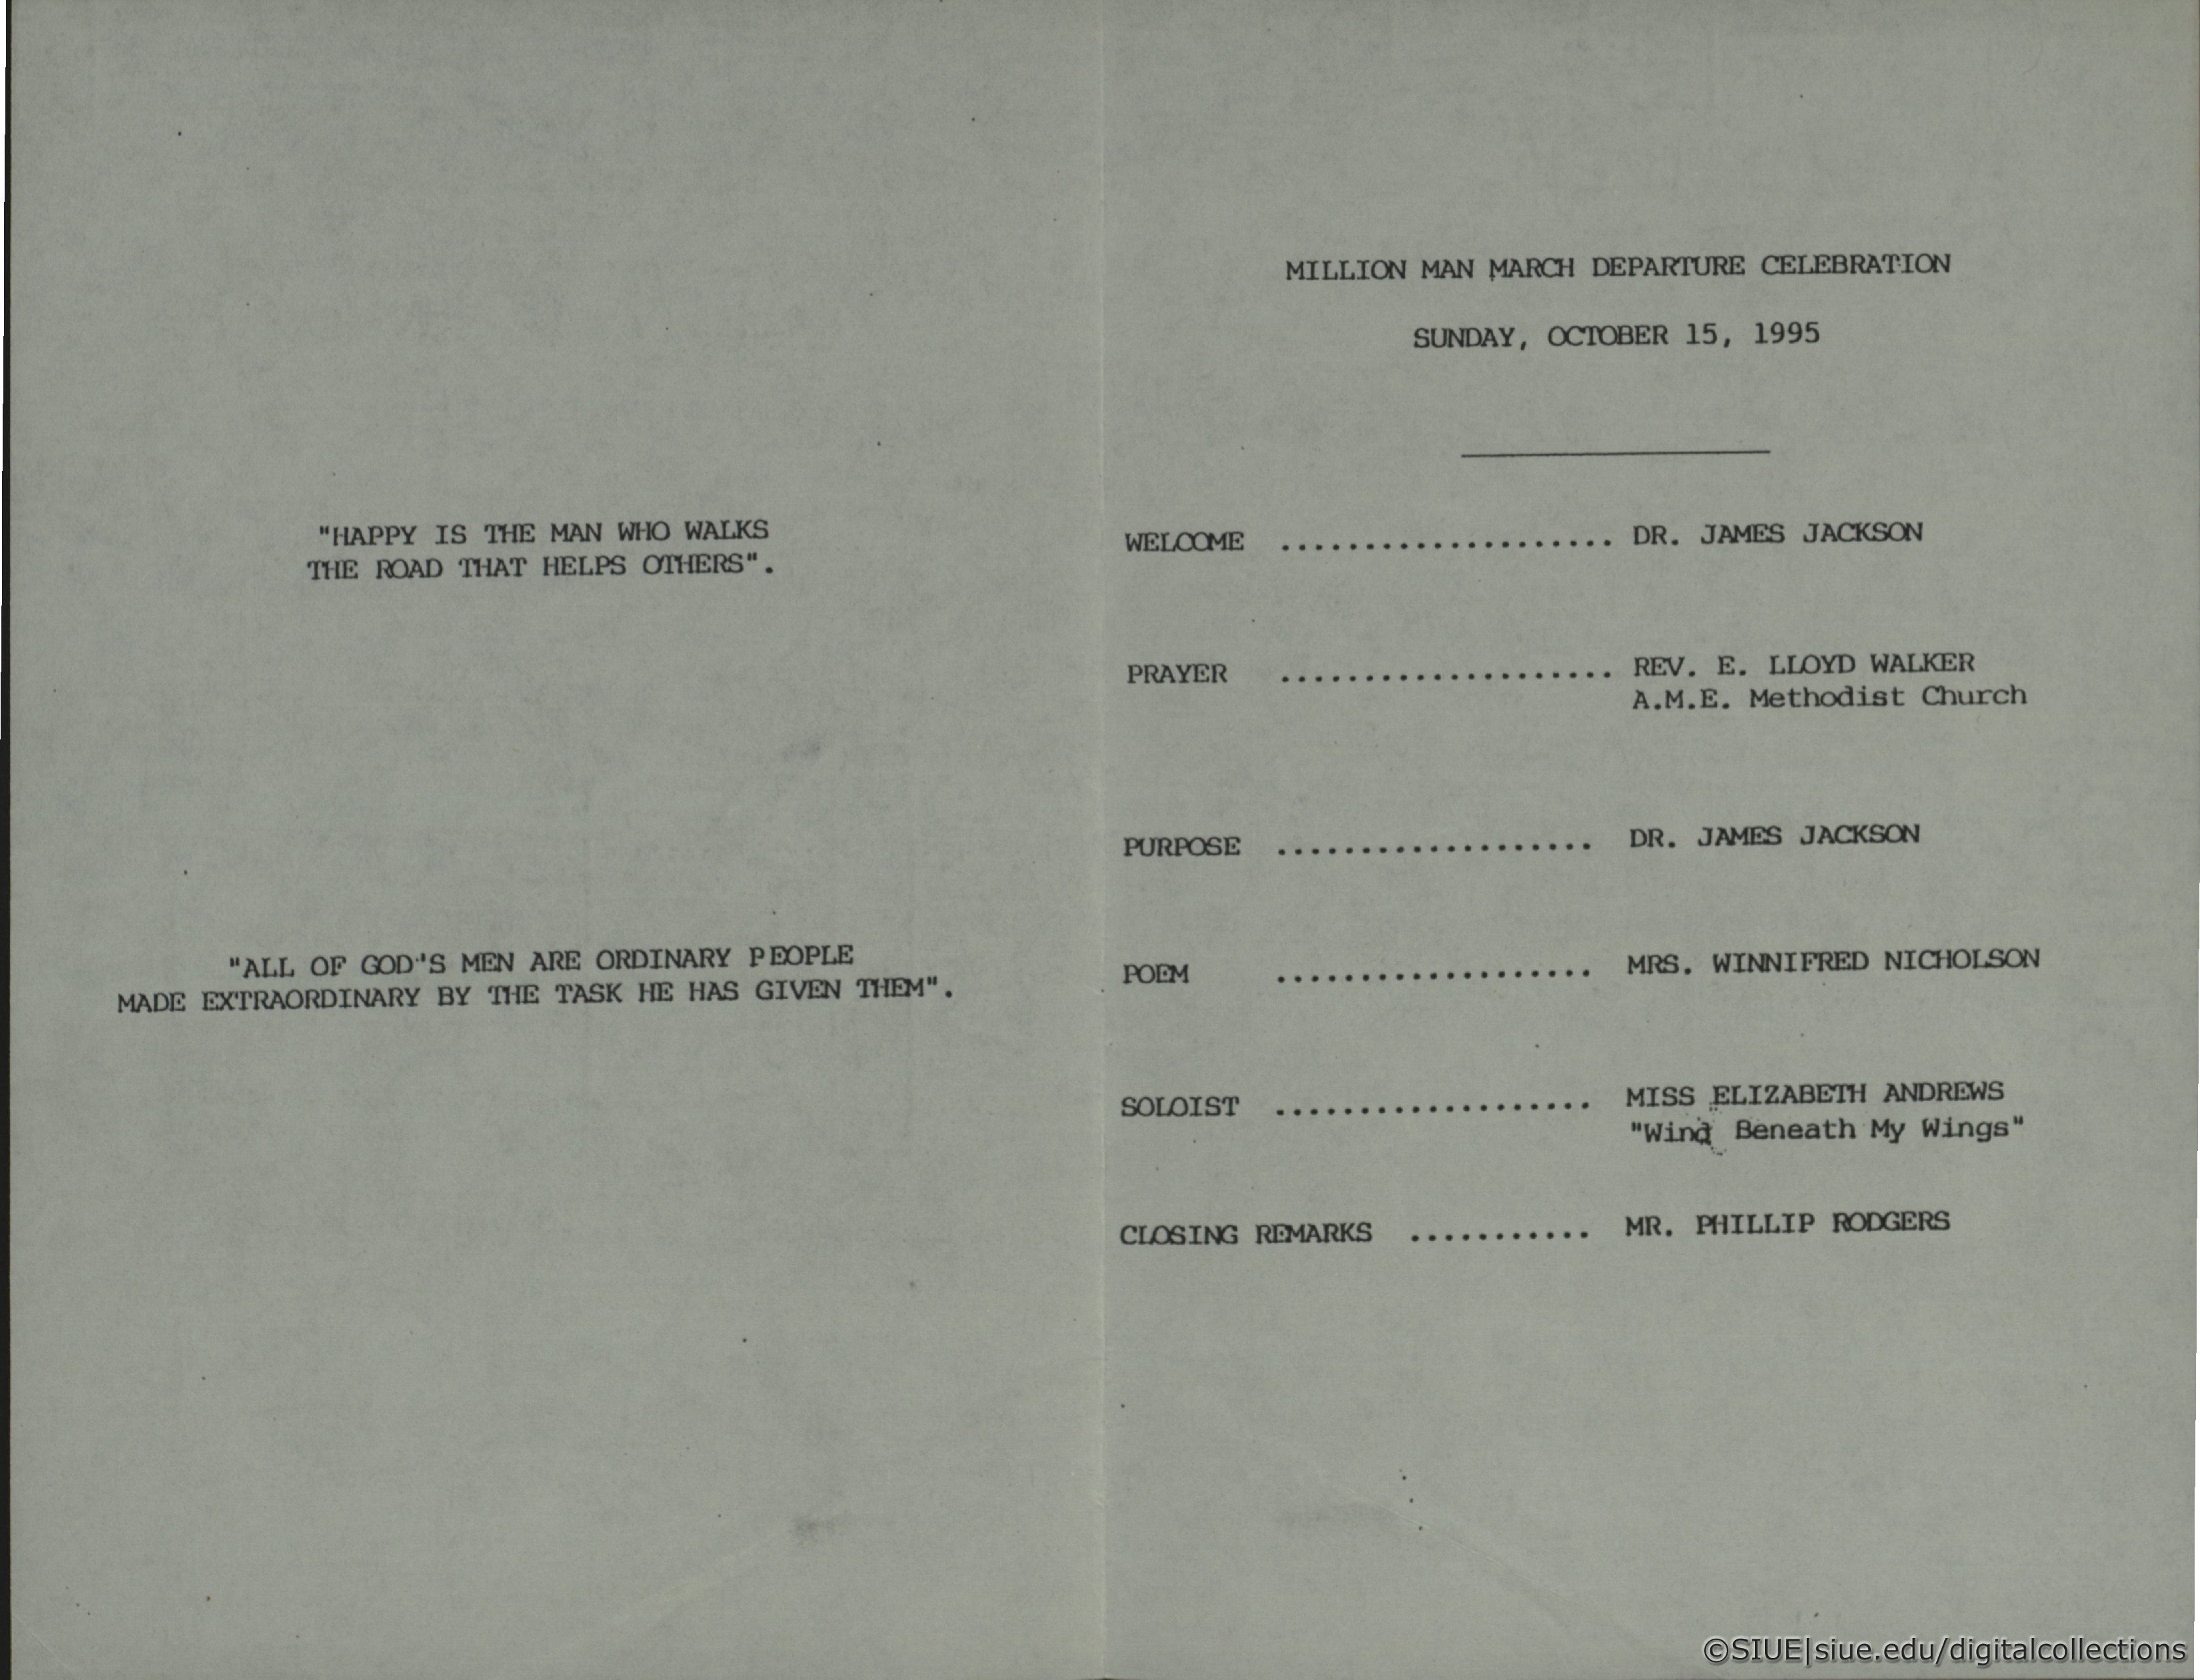 "HAPPY IS THE MAN WHO WALKS
THE ROAD THAT HELPS OTHERS".
"ALL OF GOD'S MEN ARE ORDINARY PEOPLE
MADE EXTRAORDINARY BY THE TASK HE HAS GIVEN THEM".
MILLION MAN MARCH DEPARTURE CELEBRATION
SUNDAY, OCTOBER 15, 1995
WELCOME .................... DR. JAMES JACKSON
PRAYER .................... REV. E. LLOYD WALKER
A.M.E. Methodist Church
PURPOSE ................... DR. JAMES JACKSON
POEM ................... MRS. WINNIFRED NICHOLSON
SOLOIST ................... MISS ELIZABETH ANDREWS
"Wind Beneath My Wings"
CLOSING REMARKS ........... MR. PHILLIP RODGERS
©SIUE|siue.edu/digitalcollections